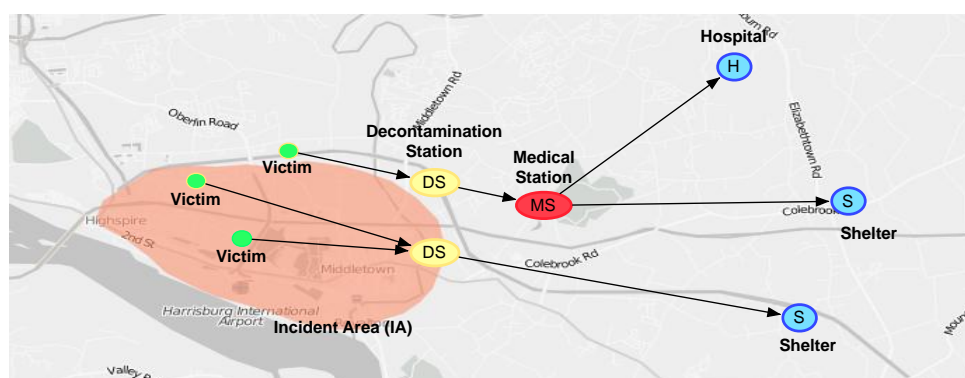 Hospital
H
Oberlin Road
Middletown Rd
Elizabethtown Rd
Decontamination
Station
Victim
Medical
Station
DS
Victim
MS
S
Colebrook
Highspire
2nd St
Shelter
Victim
DS
Middletown
Colebrook Rd
Harrisburg International
Airport
Incident Area (IA)
S
Shelter
Valley